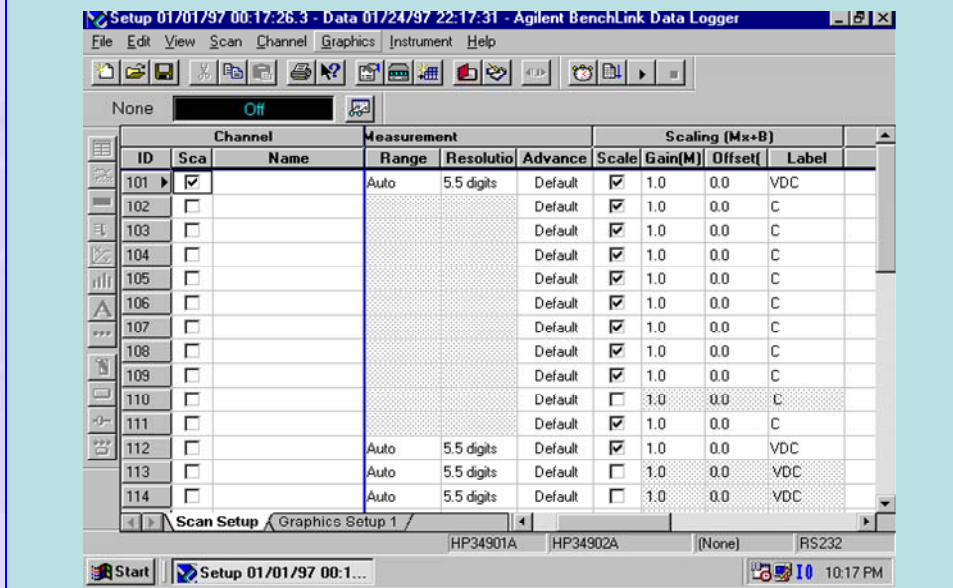 Setup 01/01/97 00:17:26.3 - Data 01/24/97 22:17:31 - Agilent BenchLink Data Logger
File Edit View Scan Channel Graphics Instrument Help
None Off
Channel Measurement Scaling (Mx+B)
ID Sca Name Range Resolutio Advance Scale Gain(M) Offset( Label
101 Auto 5.5 digits Default 1.0 0.0 VDC
102 Default 1.0 0.0 C
103 Default 1.0 0.0 C
104 Default 1.0 0.0 C
105 Default 1.0 0.0 C
106 Default 1.0 0.0 C
107 Default 1.0 0.0 C
108 Default 1.0 0.0 C
109 Default 1.0 0.0 C
110 Default 1.0 0.0 C
111 Default 1.0 0.0 C
112 Auto 5.5 digits Default 1.0 0.0 VDC
113 Auto 5.5 digits Default 1.0 0.0 VDC
114 Auto 5.5 digits Default 1.0 0.0 VDC
Scan Setup Graphics Setup 1
HP34901A HP34902A (None) RS232
Start Setup 01/01/97 00:1... 10:17 PM